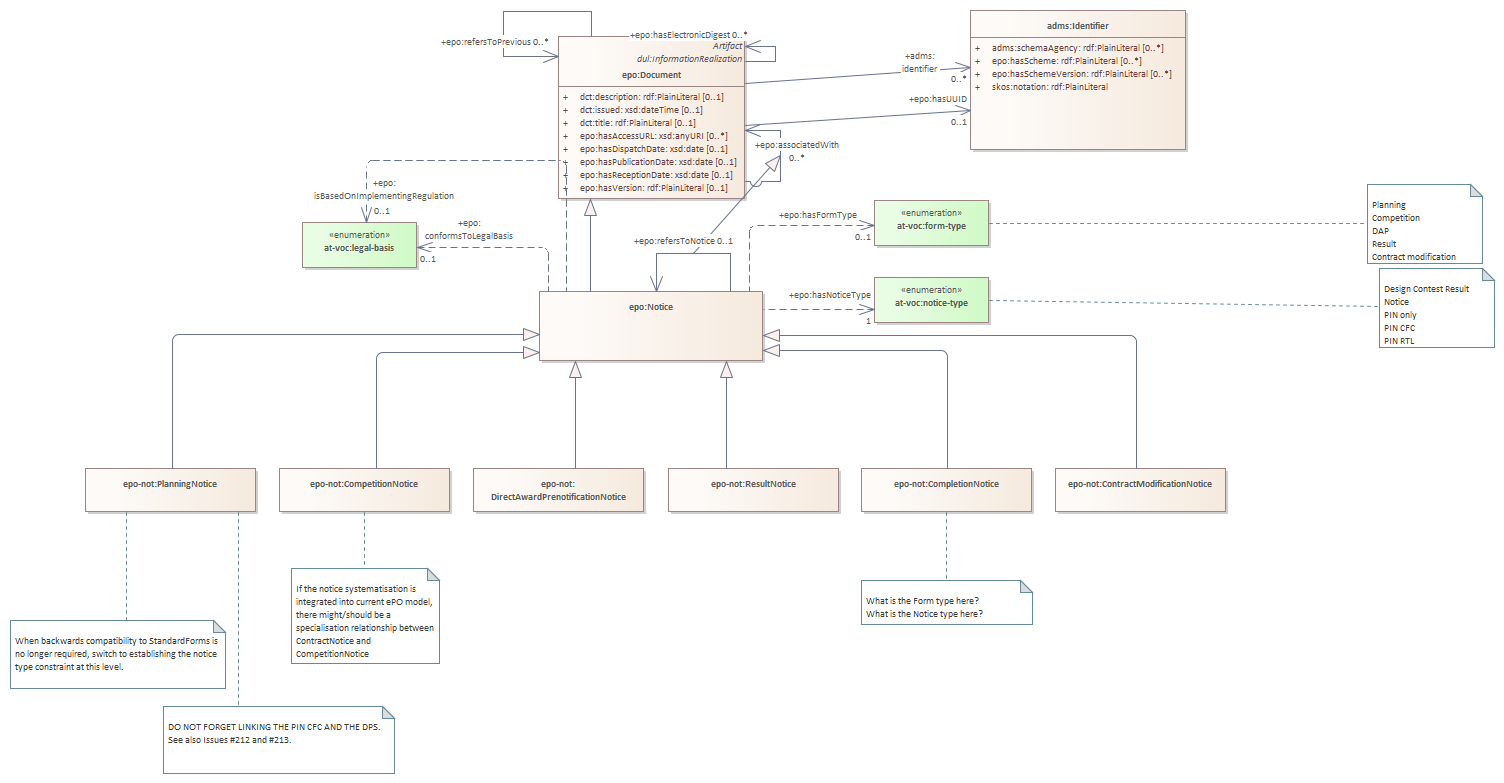 +epo:refersToPrevious 0..*
+epo:hasElectronicDigest 0..*
Artifact
dul:InformationRealization
epo:Document
+ dct:description: rdf:PlainLiteral [0..1]
+ dct:issued: xsd:dateTime [0..1]
+ dct:title: rdf:PlainLiteral [0..1]
+ epo:hasAccessURL: xsd:anyURI [0..*]
+ epo:hasDispatchDate: xsd:date [0..1]
+ epo:hasPublicationDate: xsd:date [0..1]
+ epo:hasReceptionDate: xsd:date [0..1]
+ epo:hasVersion: rdf:PlainLiteral [0..1]
+adms:
identifier
0..*
+epo:hasUUID
0..1
adms:Identifier
+ adms:schemaAgency: rdf:PlainLiteral [0..*]
+ epo:hasScheme: rdf:PlainLiteral [0..*]
+ epo:hasSchemeVersion: rdf:PlainLiteral [0..*]
+ skos:notation: rdf:PlainLiteral
+epo:associatedWith
0..*
+epo:
isBasedOnImplementingRegulation
0..1
«enumeration»
at-voc:legal-basis
+epo:
conformsToLegalBasis
0..1
+epo:refersToNotice 0..1
+epo:hasFormType
0..1
«enumeration»
at-voc:form-type
Planning
Competition
DAP
Result
Contract modification
+epo:hasNoticeType
1
«enumeration»
at-voc:notice-type
Design Contest Result
Notice
PIN only
PIN CFC
PIN RTL
epo:Notice
epo-not:PlanningNotice
epo-not:CompetitionNotice
epo-not:
DirectAwardPrenotificationNotice
epo-not:ResultNotice
epo-not:CompletionNotice
epo-not:ContractModificationNotice
If the notice systematisation is
integrated into current ePO model,
there might/should be a
specialisation relationship between
ContractNotice and
CompetitionNotice
What is the Form type here?
What is the Notice type here?
When backwards compatibility to StandardForms is
no longer required, switch to establishing the notice
type constraint at this level.
DO NOT FORGET LINKING THE PIN CFC AND THE DPS.
See also Issues #212 and #213.